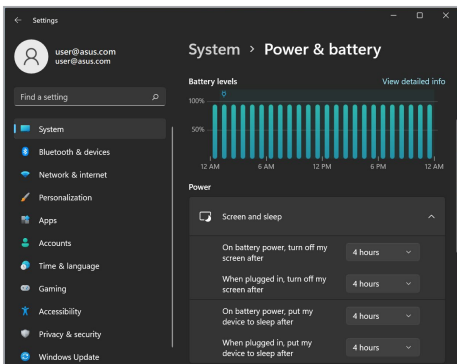 Settings
user@asus.com
user@asus.com
Find a setting
System
Bluetooth & devices
Network & internet
Personalization
Apps
Accounts
Time & language
Gaming
Accessibility
Privacy & security
Windows Update
System > Power & battery
Battery levels
View detailed info
100%
50%
12 AM 6 AM 12 PM 6 PM 12 AM
Power
Screen and sleep
On battery power, turn off my
screen after
4 hours
When plugged in, turn off my
screen after
4 hours
On battery power, put my
device to sleep after
4 hours
When plugged in, put my
device to sleep after
4 hours